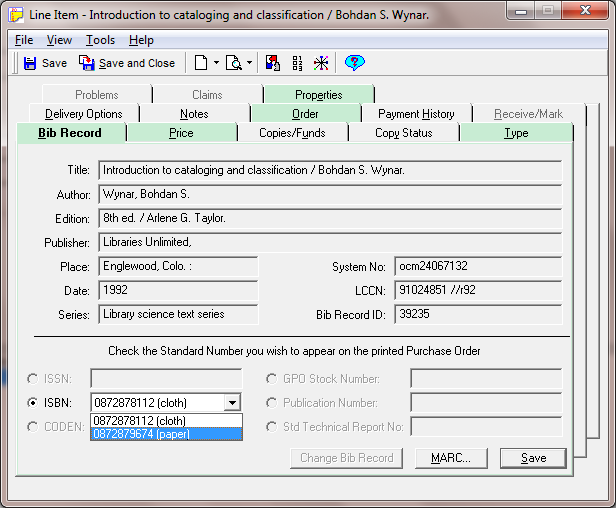 Line Item - Introduction to cataloging and classification / Bohdan S. Wynar.
File View Tools Help
Save Save and Close
Problems Claims Properties
Delivery Options Notes Order Payment History Receive/Mark
Bib Record Price Copies/Funds Copy Status Type
Title: Introduction to cataloging and classification / Bohdan S. Wynar.
Author: Wynar, Bohdan S.
Edition: 8th ed. / Arlene G. Taylor.
Publisher: Libraries Unlimited,
Place: Englewood, Colo. : System No: ocm24067132
Date: 1992 LCCN: 91024851 //r92
Series: Library science text series Bib Record ID: 39235
Check the Standard Number you wish to appear on the printed Purchase Order
ISSN: GPO Stock Number:
ISBN: 0872878112 (cloth) Publication Number:
0872878112 (cloth)
CODEN: 0872879674 (paper) Std Technical Report No:
Change Bib Record MARC... Save